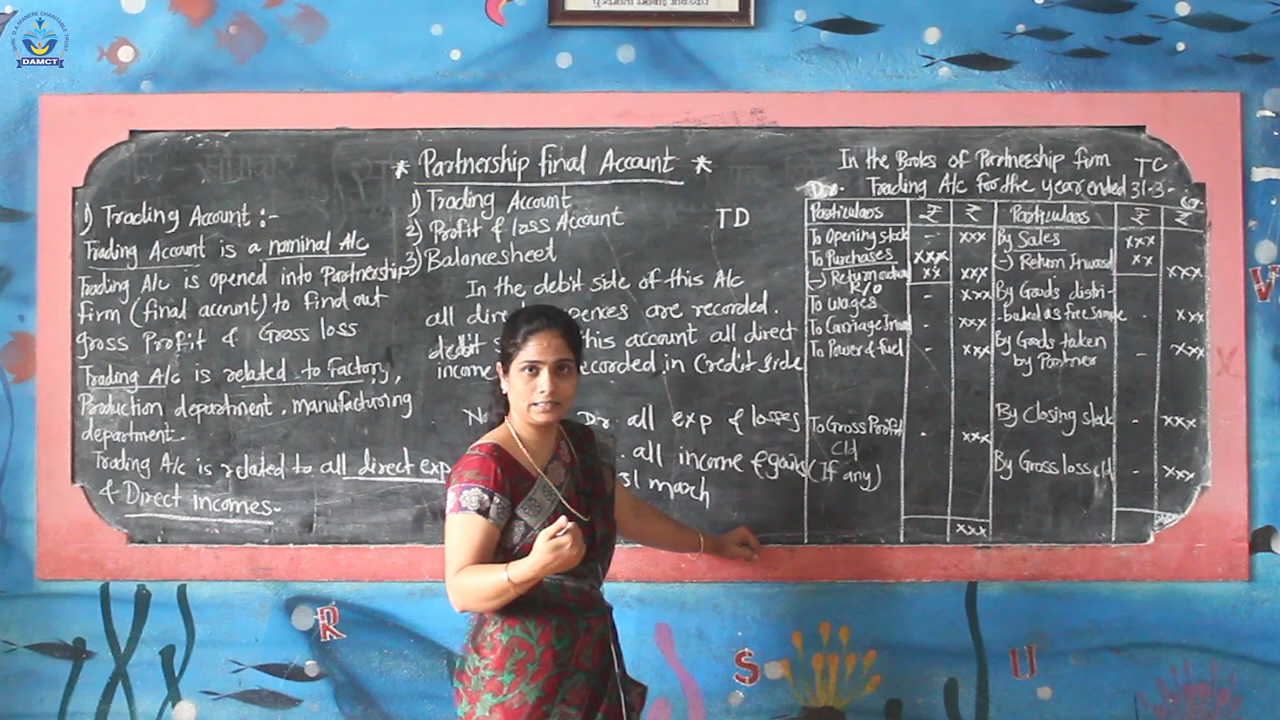 DAMCT
* Partnership final Account *
1) Trading Account
2) Profit & loss Account
3) Balancesheet
TD
1) Trading Account :-
Trading Account is a nominal A/c
Trading A/c is opened into Partnership
firm (final account) to find out
gross Profit & Gross loss
Trading A/c is related to factory,
Production department, manufacturing
department.
Trading A/c is related to all direct exp
& Direct incomes.
In the debit side of this A/c
all dire pences are recorded.
debit s this account all direct
income ecorded in Credit side
No Dr. all exp & losses
. all income & gains
31 march
In the Books of Partnership firm TC
Dr. Trading A/c for the year ended 31-3- Cr.
Particulars ₹ ₹ Particulars ₹ ₹
To Opening stock - xxx By Sales xxx
To Purchases xxx (-) Return Inward xx xxx
(-) Return outward xx xxx
R/o
To wages - xxx By Goods distri-
-buted as free sample - xxx
To Carriage Inward - xxx
To Power & fuel - xxx By Goods taken
by Partner - xxx
To Gross Profit c/d - xxx By Closing stock - xxx
(If any) By Gross loss c/d - xxx
xxx
R
S
U
V